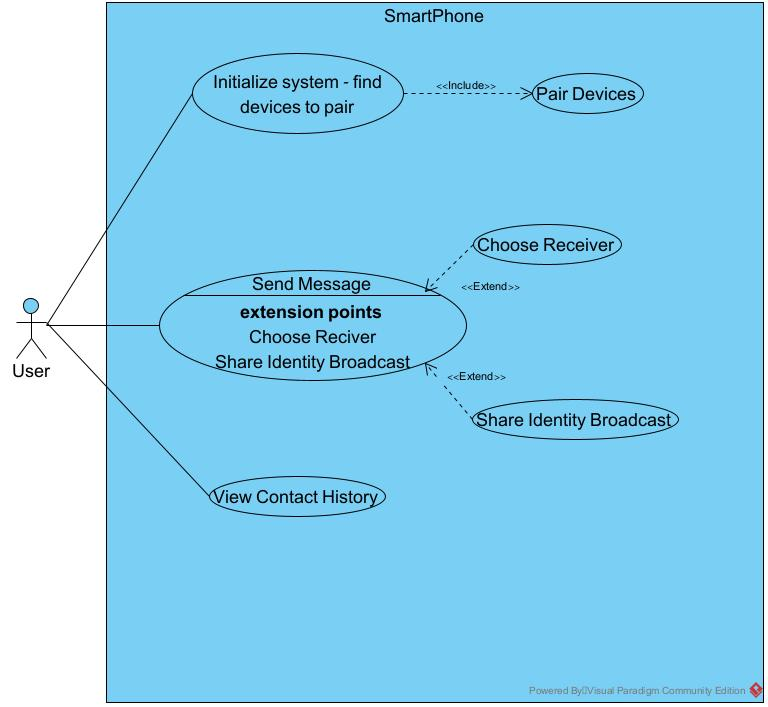 SmartPhone
Initialize system - find
devices to pair
<<Include>>
Pair Devices
Choose Receiver
Send Message
<<Extend>>
extension points
Choose Reciver
Share Identity Broadcast
User
<<Extend>>
Share Identity Broadcast
View Contact History
Powered By Visual Paradigm Community Edition